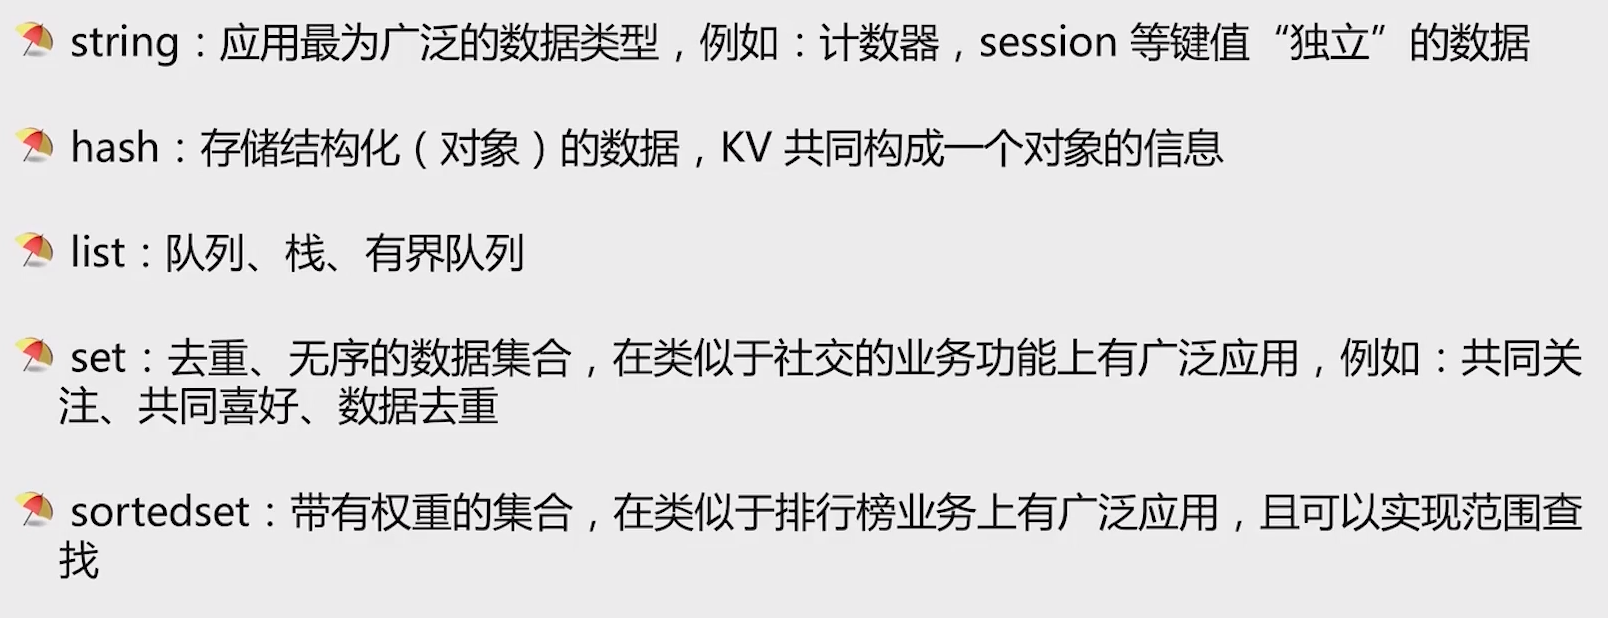 string：应用最为广泛的数据类型，例如：计数器，session 等键值“独立”的数据
hash：存储结构化（对象）的数据，KV 共同构成一个对象的信息
list：队列、栈、有界队列
set：去重、无序的数据集合，在类似于社交的业务功能上有广泛应用，例如：共同关
注、共同喜好、数据去重
sortedset：带有权重的集合，在类似于排行榜业务上有广泛应用，且可以实现范围查
找